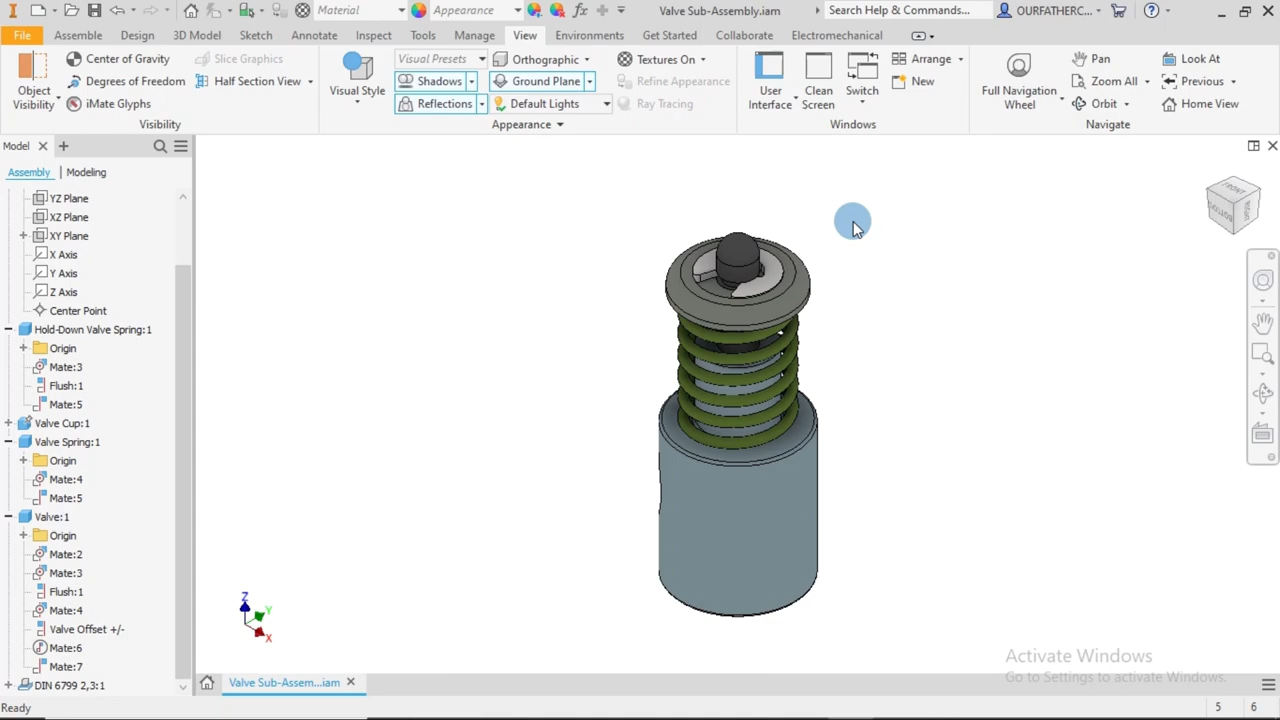 Material
Appearance
Valve Sub-Assembly.iam
Search Help & Commands...
OURFATHERC...
File
Assemble
Design
3D Model
Sketch
Annotate
Inspect
Tools
Manage
View
Environments
Get Started
Collaborate
Electromechanical
Object
Visibility
Center of Gravity
Degrees of Freedom
iMate Glyphs
Slice Graphics
Half Section View
Visibility
Visual Style
Visual Presets
Shadows
Reflections
Orthographic
Ground Plane
Default Lights
Textures On
Refine Appearance
Ray Tracing
Appearance
User
Interface
Clean
Screen
Switch
Arrange
New
Windows
Full Navigation
Wheel
Pan
Zoom All
Orbit
Look At
Previous
Home View
Navigate
Model
Assembly
Modeling
YZ Plane
XZ Plane
XY Plane
X Axis
Y Axis
Z Axis
Center Point
Hold-Down Valve Spring:1
Origin
Mate:3
Flush:1
Mate:5
Valve Cup:1
Valve Spring:1
Origin
Mate:4
Mate:5
Valve:1
Origin
Mate:2
Mate:3
Flush:1
Mate:4
Valve Offset +/-
Mate:6
Mate:7
DIN 6799 2,3:1
FRONT
BOTTOM
Z
Y
X
Activate Windows
Go to Settings to activate Windows.
Valve Sub-Assem...iam
Ready
5
6